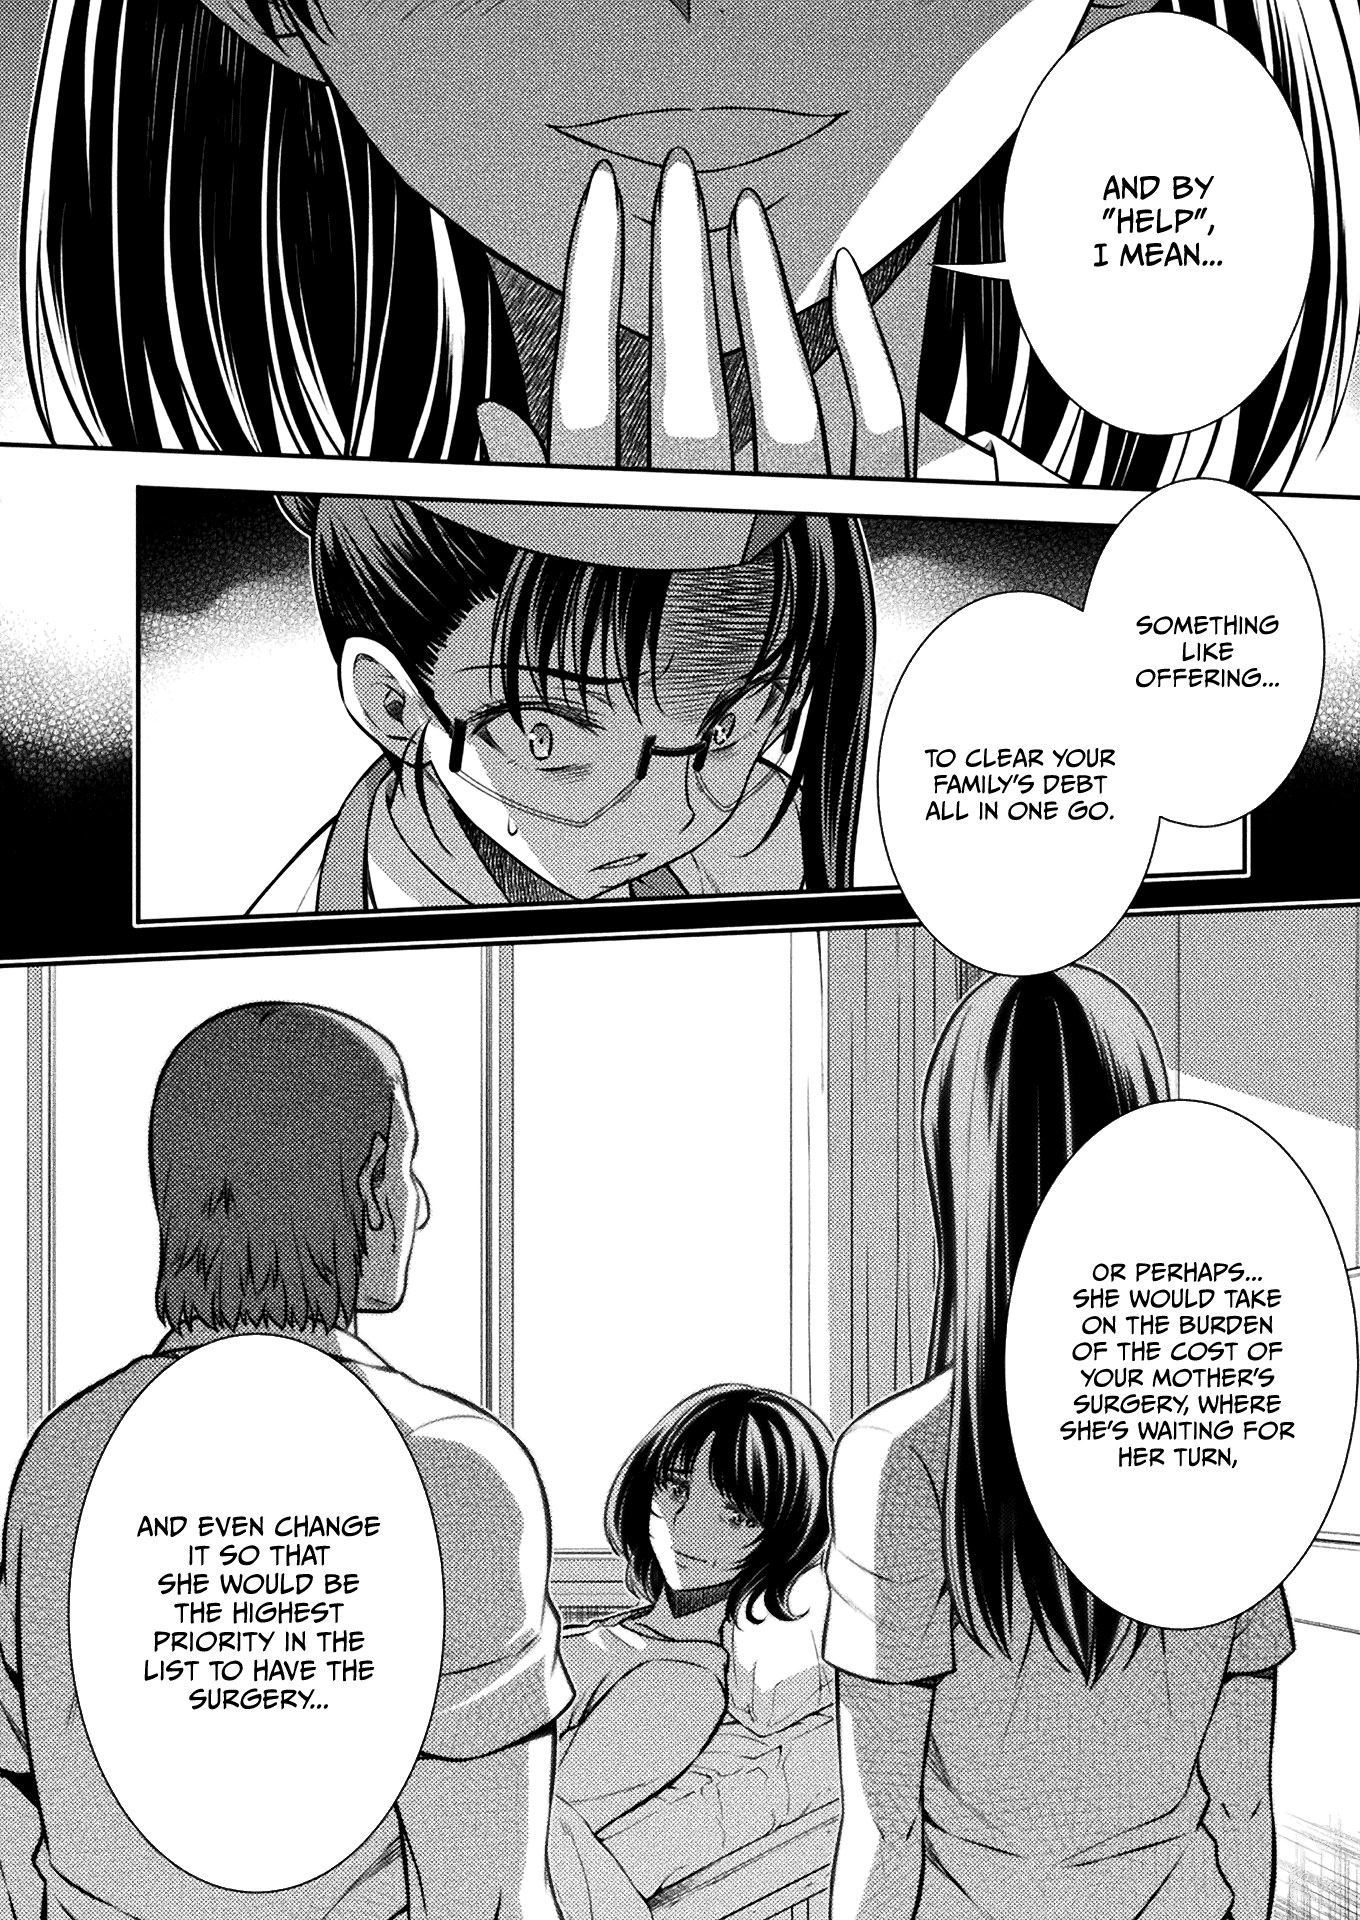 AND BY
"HELP",
I MEAN...
SOMETHING
LIKE
OFFERING...
TO CLEAR YOUR
FAMILY'S DEBT
ALL IN ONE GO.
OR PERHAPS...
SHE WOULD TAKE
ON THE BURDEN
OF THE COST OF
YOUR MOTHER'S
SURGERY, WHERE
SHE'S WAITING FOR
HER TURN,
AND EVEN CHANGE
IT SO THAT
SHE WOULD BE
THE HIGHEST
PRIORITY IN THE
LIST TO HAVE THE
SURGERY...